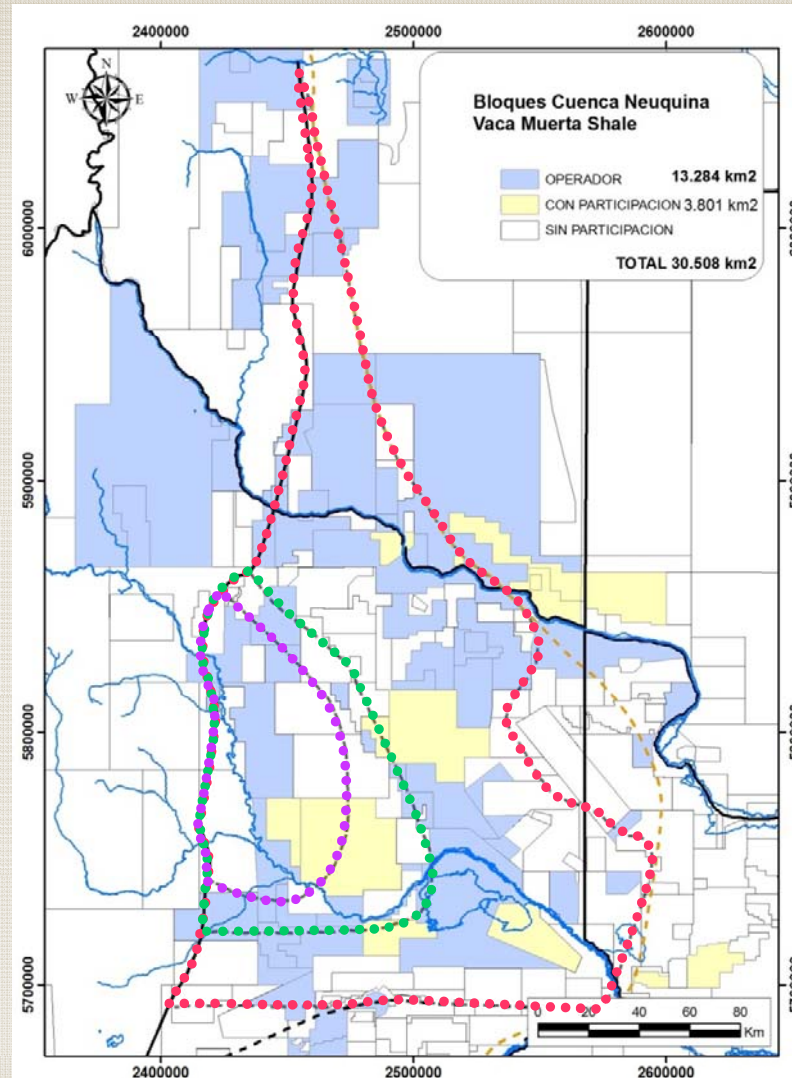 2400000 2500000 2600000
N
W E
S
Bloques Cuenca Neuquina
Vaca Muerta Shale
OPERADOR 13.284 km2
CON PARTICIPACION 3.801 km2
SIN PARTICIPACION
TOTAL 30.508 km2
6000000
5900000
5800000
5700000
0 20 40 60 80
Km
2400000 2500000 2600000